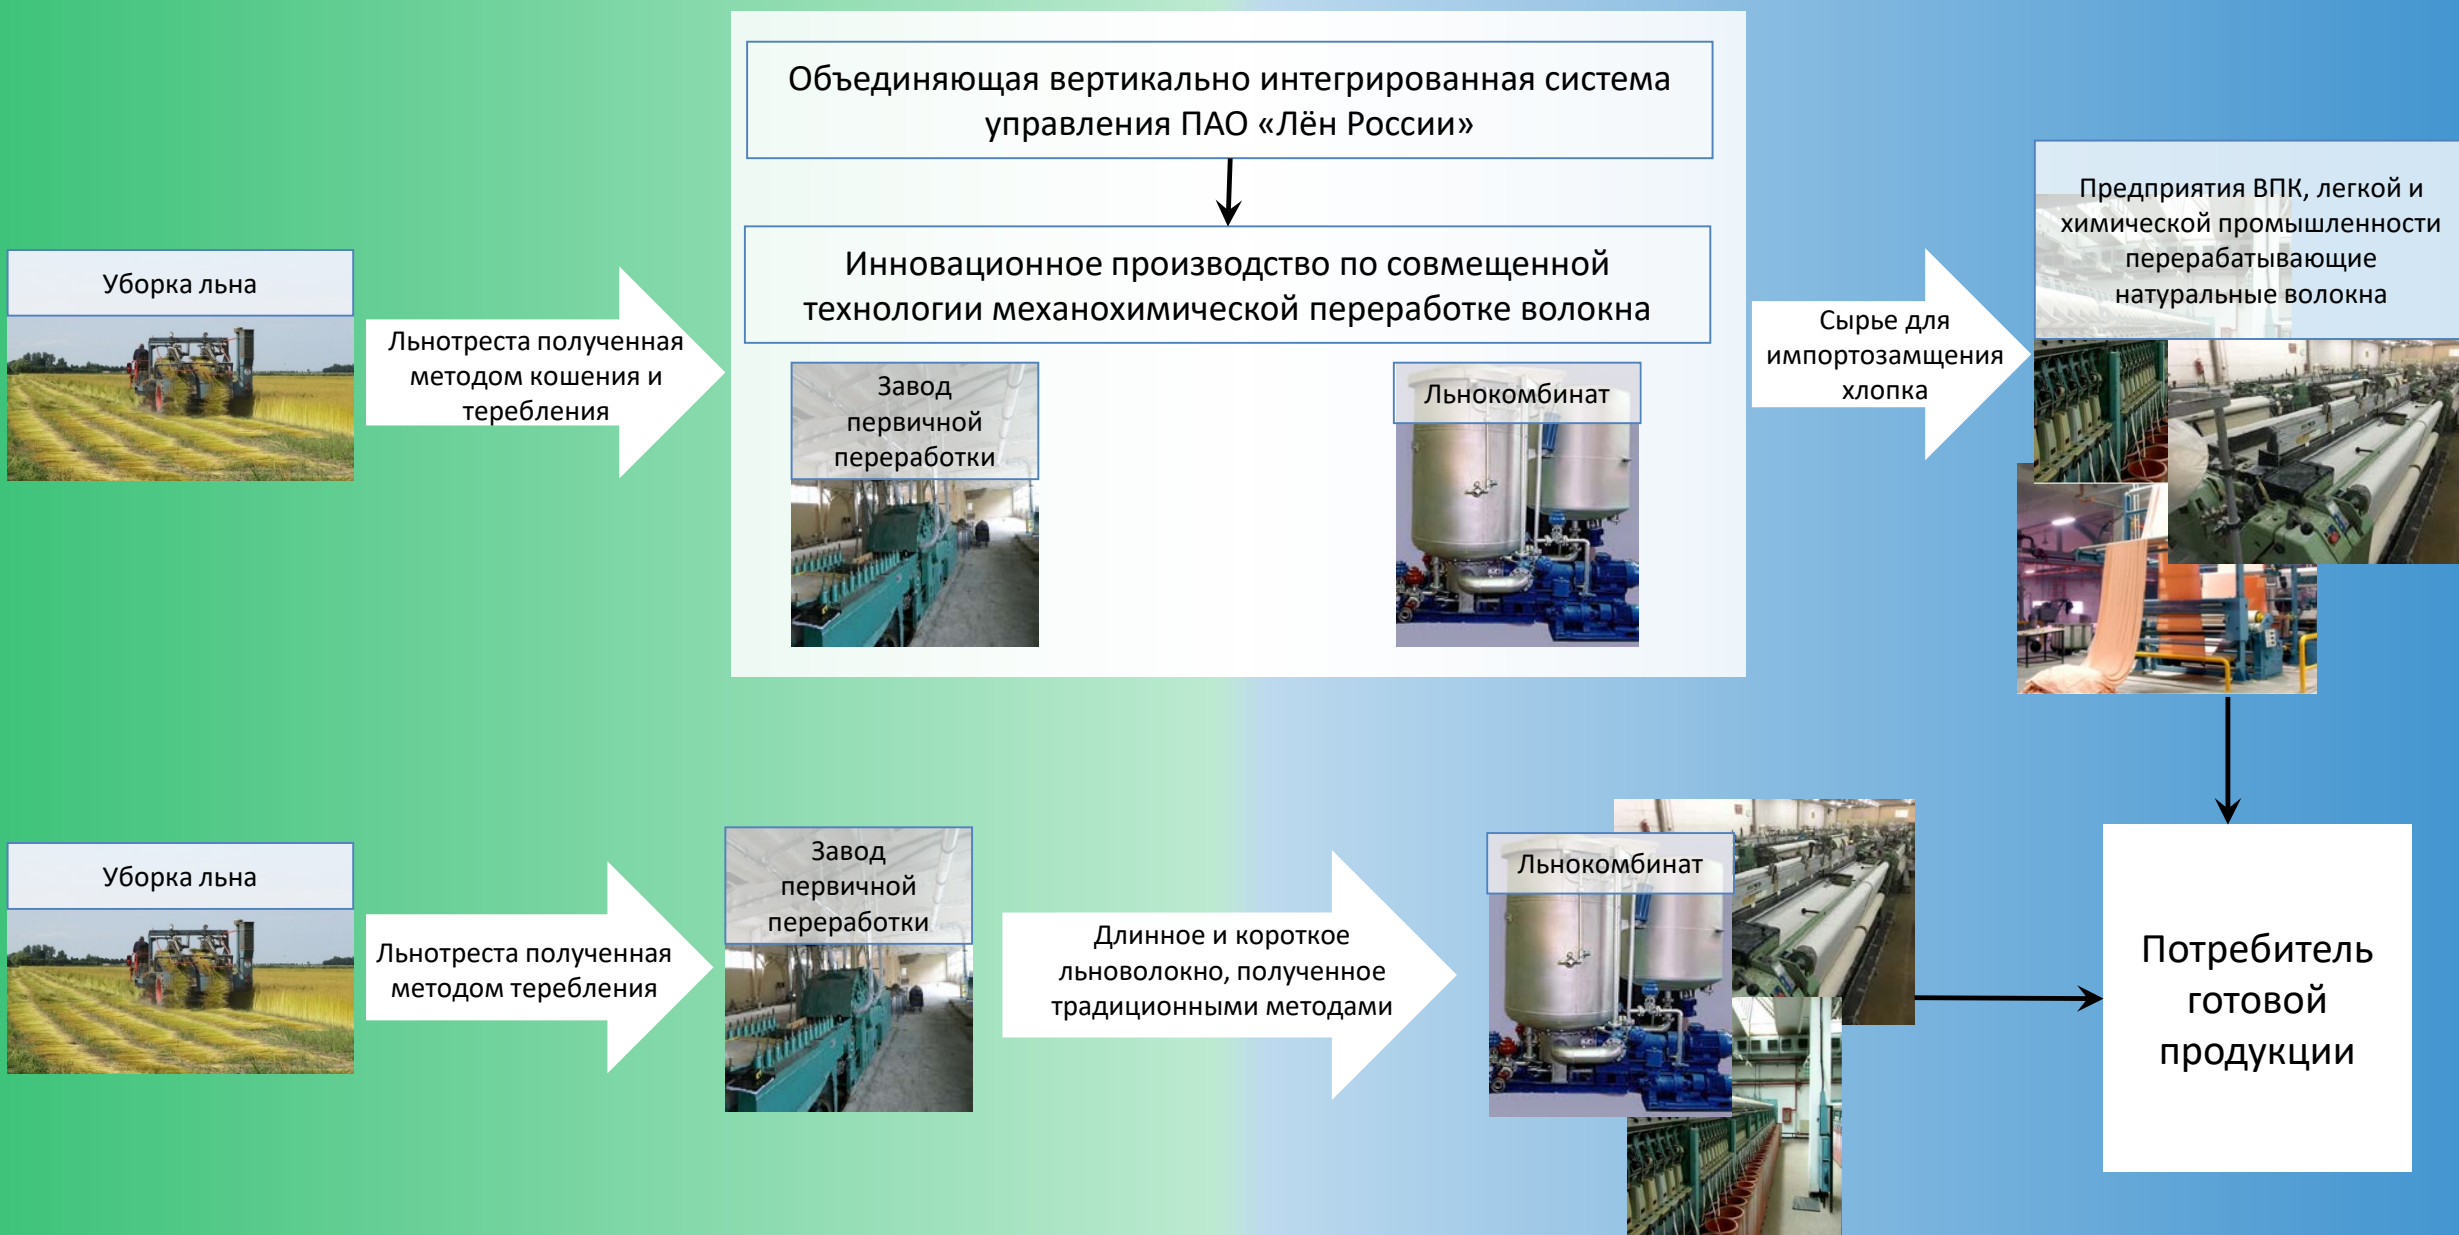 Объединяющая вертикально интегрированная система
управления ПАО «Лён России»
Инновационное производство по совмещенной
технологии механохимической переработке волокна
Уборка льна
Льнотреста полученная
методом кошения и
теребления
Завод
первичной
переработки
Льнокомбинат
Сырье для
импортозамщения
хлопка
Предприятия ВПК, легкой и
химической промышленности
перерабатывающие
натуральные волокна
Уборка льна
Льнотреста полученная
методом теребления
Завод
первичной
переработки
Длинное и короткое
льноволокно, полученное
традиционными методами
Льнокомбинат
Потребитель
готовой
продукции